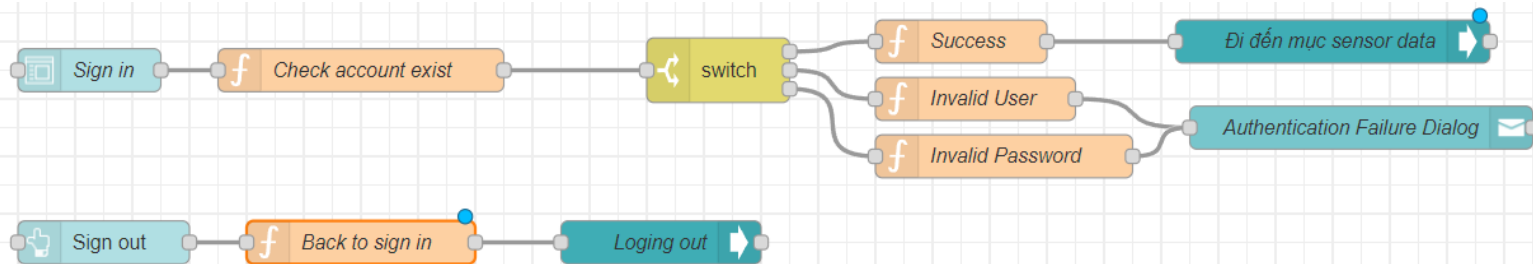 Sign in
Check account exist
switch
Success
Đi đến mục sensor data
Invalid User
Authentication Failure Dialog
Invalid Password
Sign out
Back to sign in
Loging out